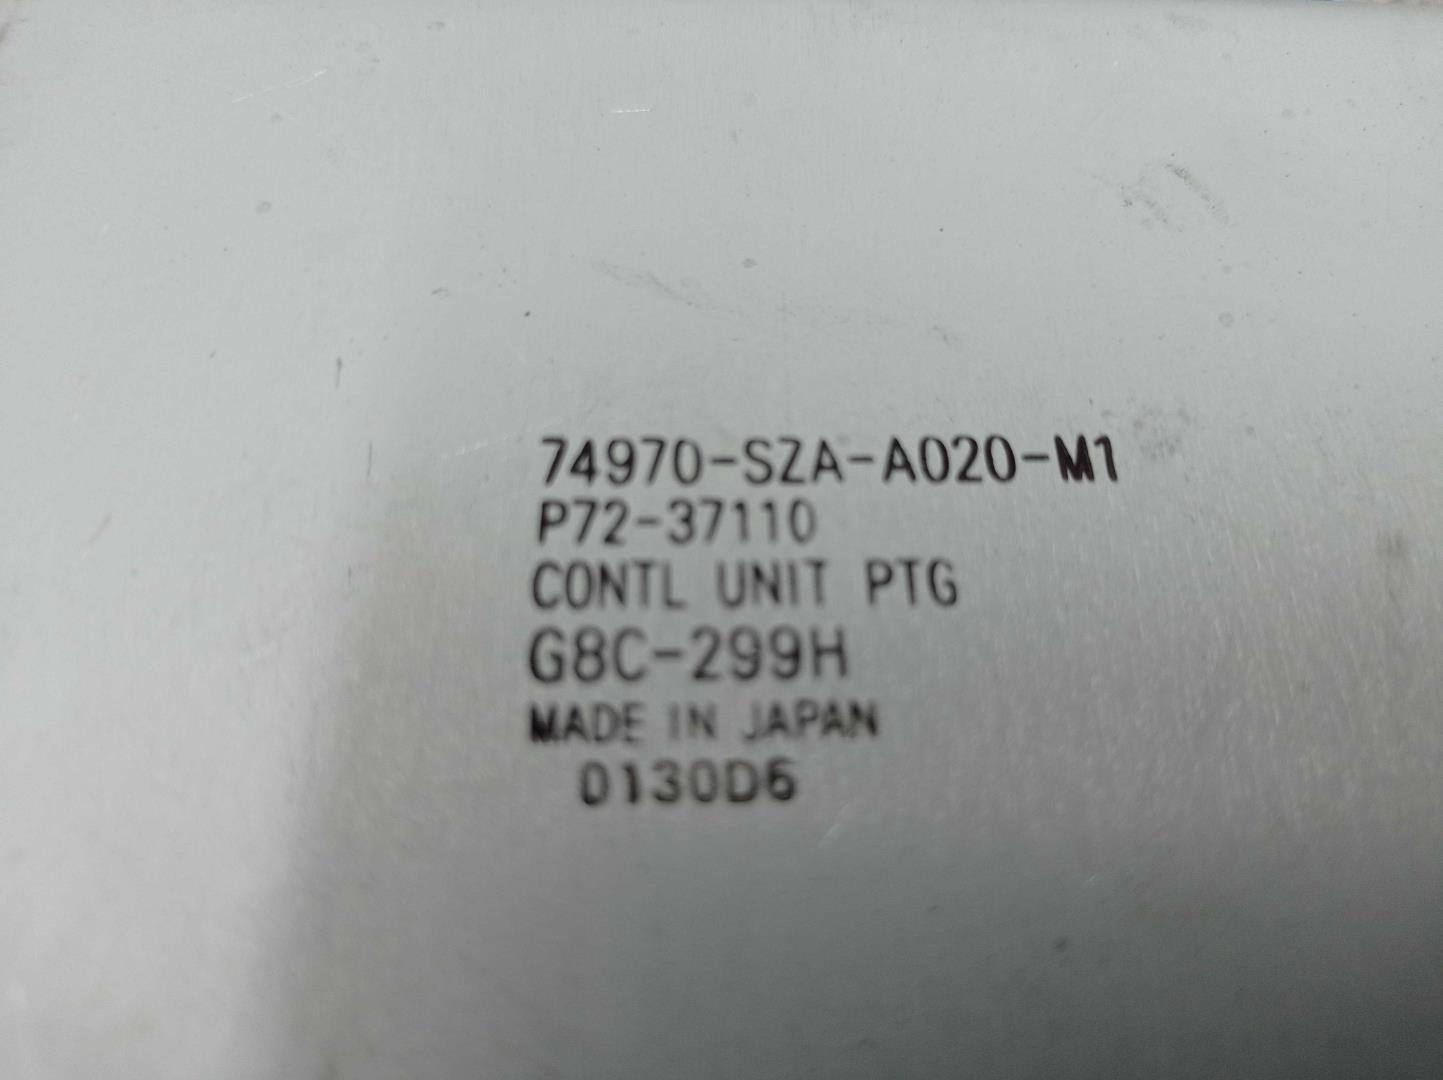 74970-SZA-A020-M1
P72-37110
CONTL UNIT PTG
G8C-299H
MADE IN JAPAN
0130D6